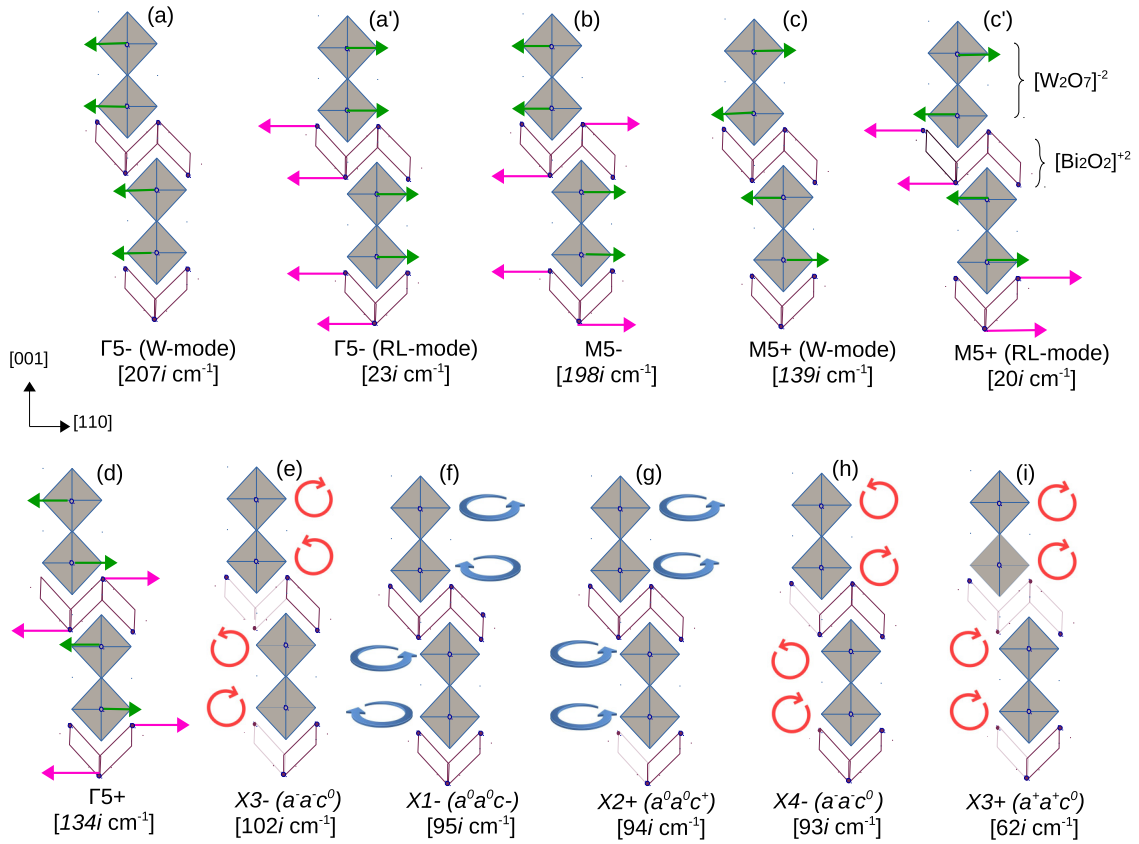 (a) (a') (b) (c) (c')
[W2O7]-2
[Bi2O2]+2
Γ5- (W-mode) Γ5- (RL-mode) M5- M5+ (W-mode) M5+ (RL-mode)
[207i cm-1] [23i cm-1] [198i cm-1] [139i cm-1] [20i cm-1]
[001]
[110]
(d) (e) (f) (g) (h) (i)
Γ5+ X3- (a-a-c0) X1- (a0a0c-) X2+ (a0a0c+) X4- (a-a-c0) X3+ (a+a+c0)
[134i cm-1] [102i cm-1] [95i cm-1] [94i cm-1] [93i cm-1] [62i cm-1]